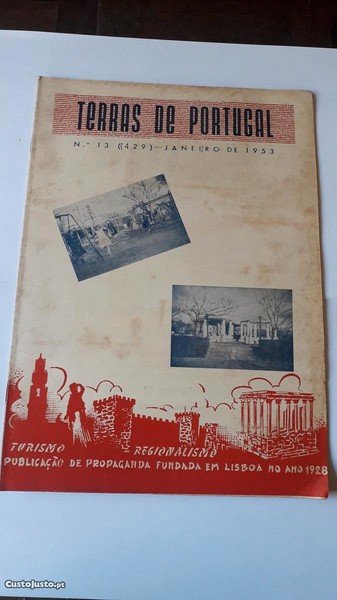 TERRAS DE PORTUGAL
N.º 13 (429) — JANEIRO DE 1953
TURISMO REGIONALISMO
PUBLICAÇÃO DE PROPAGANDA FUNDADA EM LISBOA NO ANO 1928
© CustoJusto.pt